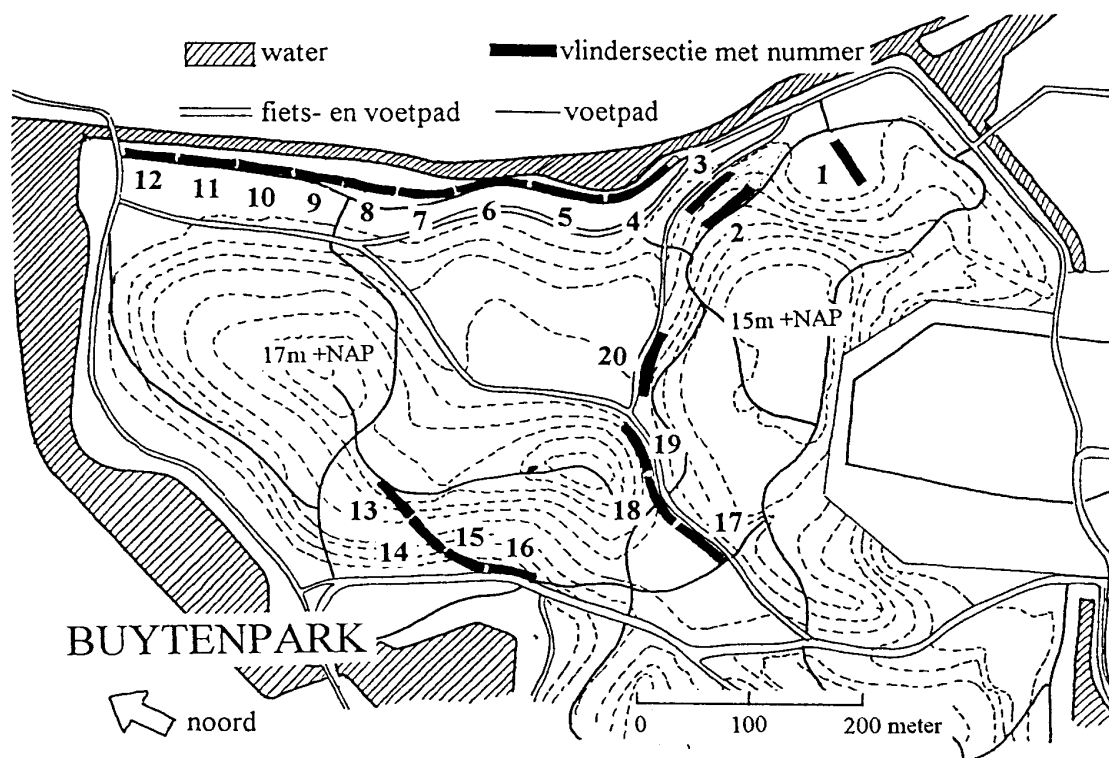 water
vlindersectie met nummer
fiets- en voetpad
voetpad
3
1
12
11
10
9
8
7
6
5
4
2
15m +NAP
17m +NAP
20
19
13
18
17
14
15
16
BUYTENPARK
noord
0 100 200 meter